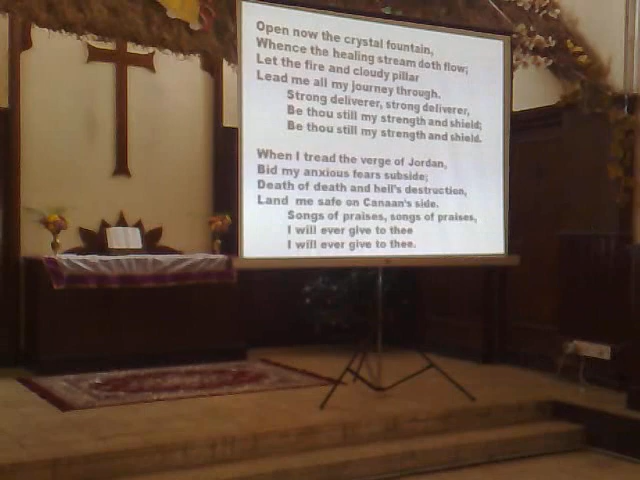 Open now the crystal fountain,
Whence the healing stream doth flow;
Let the fire and cloudy pillar
Lead me all my journey through.
Strong deliverer, strong deliverer,
Be thou still my strength and shield;
Be thou still my strength and shield.
When I tread the verge of Jordan,
Bid my anxious fears subside;
Death of death and hell's destruction,
Land me safe on Canaan's side.
Songs of praises, songs of praises,
I will ever give to thee
I will ever give to thee.